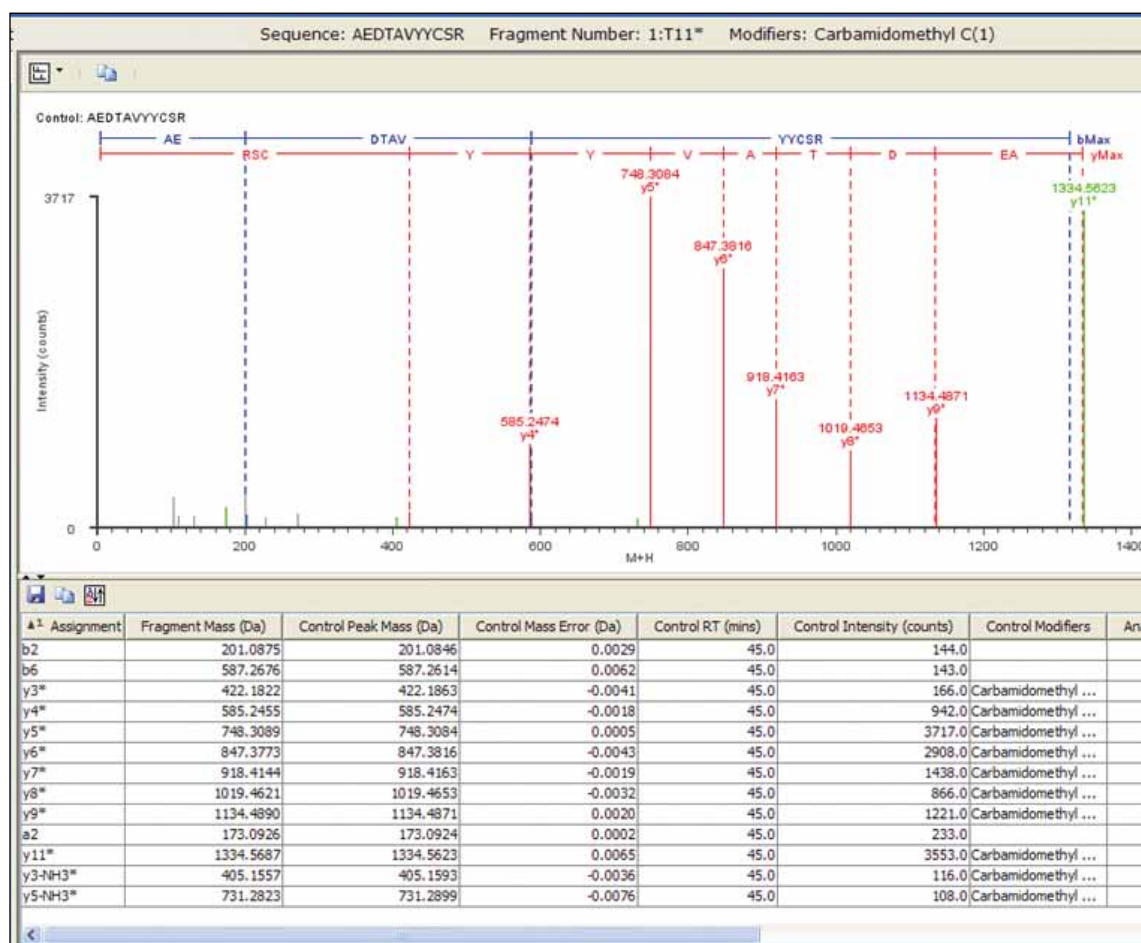 Sequence: AEDTAVYYCSR Fragment Number: 1:T11* Modifiers: Carbamidomethyl C(1)
Control: AEDTAVYYCSR
AE DTAV YYCSR bMax
RSC Y Y V A T D EA yMax
748.3084
y5*
1334.5623
y11*
3717
847.3816
y6*
918.4163
y7*
1134.4871
y9*
585.2474
y4*
1019.4653
y8*
Intensity (counts)
0
0 200 400 600 800 1000 1200 1400
M+H
1 Assignment Fragment Mass (Da) Control Peak Mass (Da) Control Mass Error (Da) Control RT (mins) Control Intensity (counts) Control Modifiers An
b2 201.0875 201.0846 0.0029 45.0 144.0
b6 587.2676 587.2614 0.0062 45.0 143.0
y3* 422.1822 422.1863 -0.0041 45.0 166.0 Carbamidomethyl ...
y4* 585.2455 585.2474 -0.0018 45.0 942.0 Carbamidomethyl ...
y5* 748.3089 748.3084 0.0005 45.0 3717.0 Carbamidomethyl ...
y6* 847.3773 847.3816 -0.0043 45.0 2908.0 Carbamidomethyl ...
y7* 918.4144 918.4163 -0.0019 45.0 1438.0 Carbamidomethyl ...
y8* 1019.4621 1019.4653 -0.0032 45.0 866.0 Carbamidomethyl ...
y9* 1134.4890 1134.4871 0.0020 45.0 1221.0 Carbamidomethyl ...
a2 173.0926 173.0924 0.0002 45.0 233.0
y11* 1334.5687 1334.5623 0.0065 45.0 3553.0 Carbamidomethyl ...
y3-NH3* 405.1557 405.1593 -0.0036 45.0 116.0 Carbamidomethyl ...
y5-NH3* 731.2823 731.2899 -0.0076 45.0 108.0 Carbamidomethyl ...